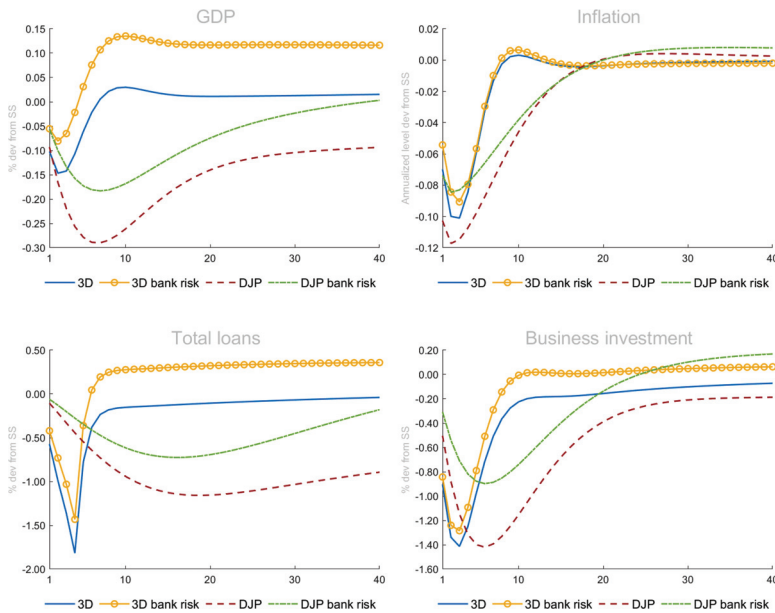 GDP
Inflation
% dev from SS
0.15
0.10
0.05
0.00
-0.05
-0.10
-0.15
-0.20
-0.25
-0.30
1
10
20
30
40
3D
3D bank risk
DJP
DJP bank risk
Annualized level dev from SS
0.02
0.00
-0.02
-0.04
-0.06
-0.08
-0.10
-0.12
1
10
20
30
40
3D
3D bank risk
DJP
DJP bank risk
Total loans
Business investment
% dev from SS
0.50
0.00
-0.50
-1.00
-1.50
-2.00
1
10
20
30
40
3D
3D bank risk
DJP
DJP bank risk
% dev from SS
0.20
0.00
-0.20
-0.40
-0.60
-0.80
-1.00
-1.20
-1.40
-1.60
1
10
20
30
40
3D
3D bank risk
DJP
DJP bank risk